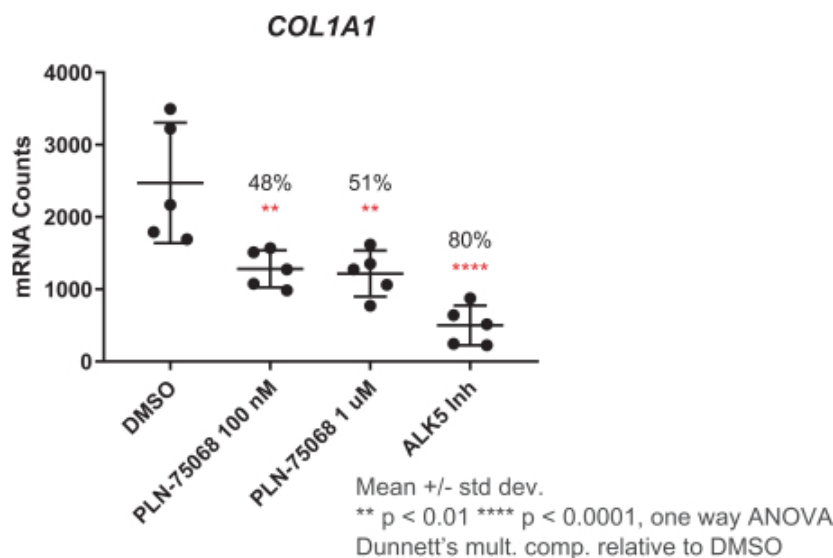 COL1A1
mRNA Counts
4000
3000
2000
1000
0
48%
**
51%
**
80%
****
DMSO
PLN-75068 100 nM
PLN-75068 1 uM
ALK5 Inh
Mean +/- std dev.
** p < 0.01 **** p < 0.0001, one way ANOVA
Dunnett's mult. comp. relative to DMSO